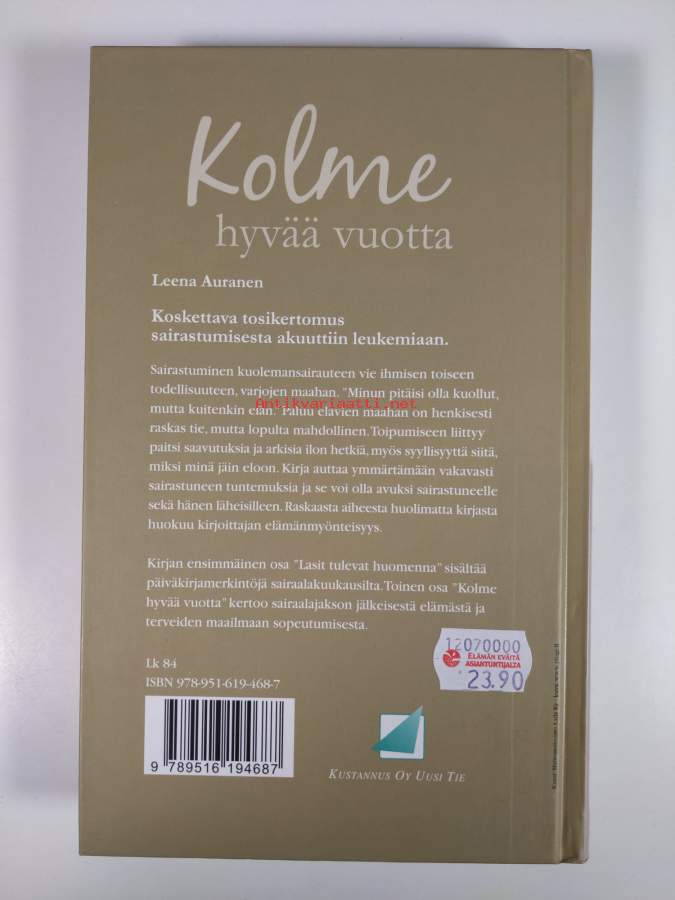 Kolme
hyvää vuotta
Leena Auranen
Koskettava tosikertomus
sairastumisesta akuuttiin leukemiaan.
Sairastuminen kuolemansairauteen vie ihmisen toiseen
todellisuuteen, varjojen maahan. "Minun pitäisi olla kuollut,
mutta kuitenkin elän." Paluu elävien maahan on henkisesti
Antikvariaatti.net
raskas tie, mutta lopulta mahdollinen. Toipumiseen liittyy
paitsi saavutuksia ja arkisia ilon hetkiä, myös syyllisyyttä siitä,
miksi minä jäin eloon. Kirja auttaa ymmärtämään vakavasti
sairastuneen tuntemuksia ja se voi olla avuksi sairastuneelle
sekä hänen läheisilleen. Raskaasta aiheesta huolimatta kirjasta
huokuu kirjoittajan elämänmyönteisyys.
Kirjan ensimmäinen osa "Lasit tulevat huomenna" sisältää
päiväkirjamerkintöjä sairaalakuukausilta. Toinen osa "Kolme
hyvää vuotta" kertoo sairaalajakson jälkeisestä elämästä ja
terveiden maailmaan sopeutumisesta.
12070000
ELÄMÄN EVÄITÄ
ASIANTUNTIJALTA
23.90
Lk 84
ISBN 978-951-619-468-7
9 789516 194687
KUSTANNUS OY UUSI TIE